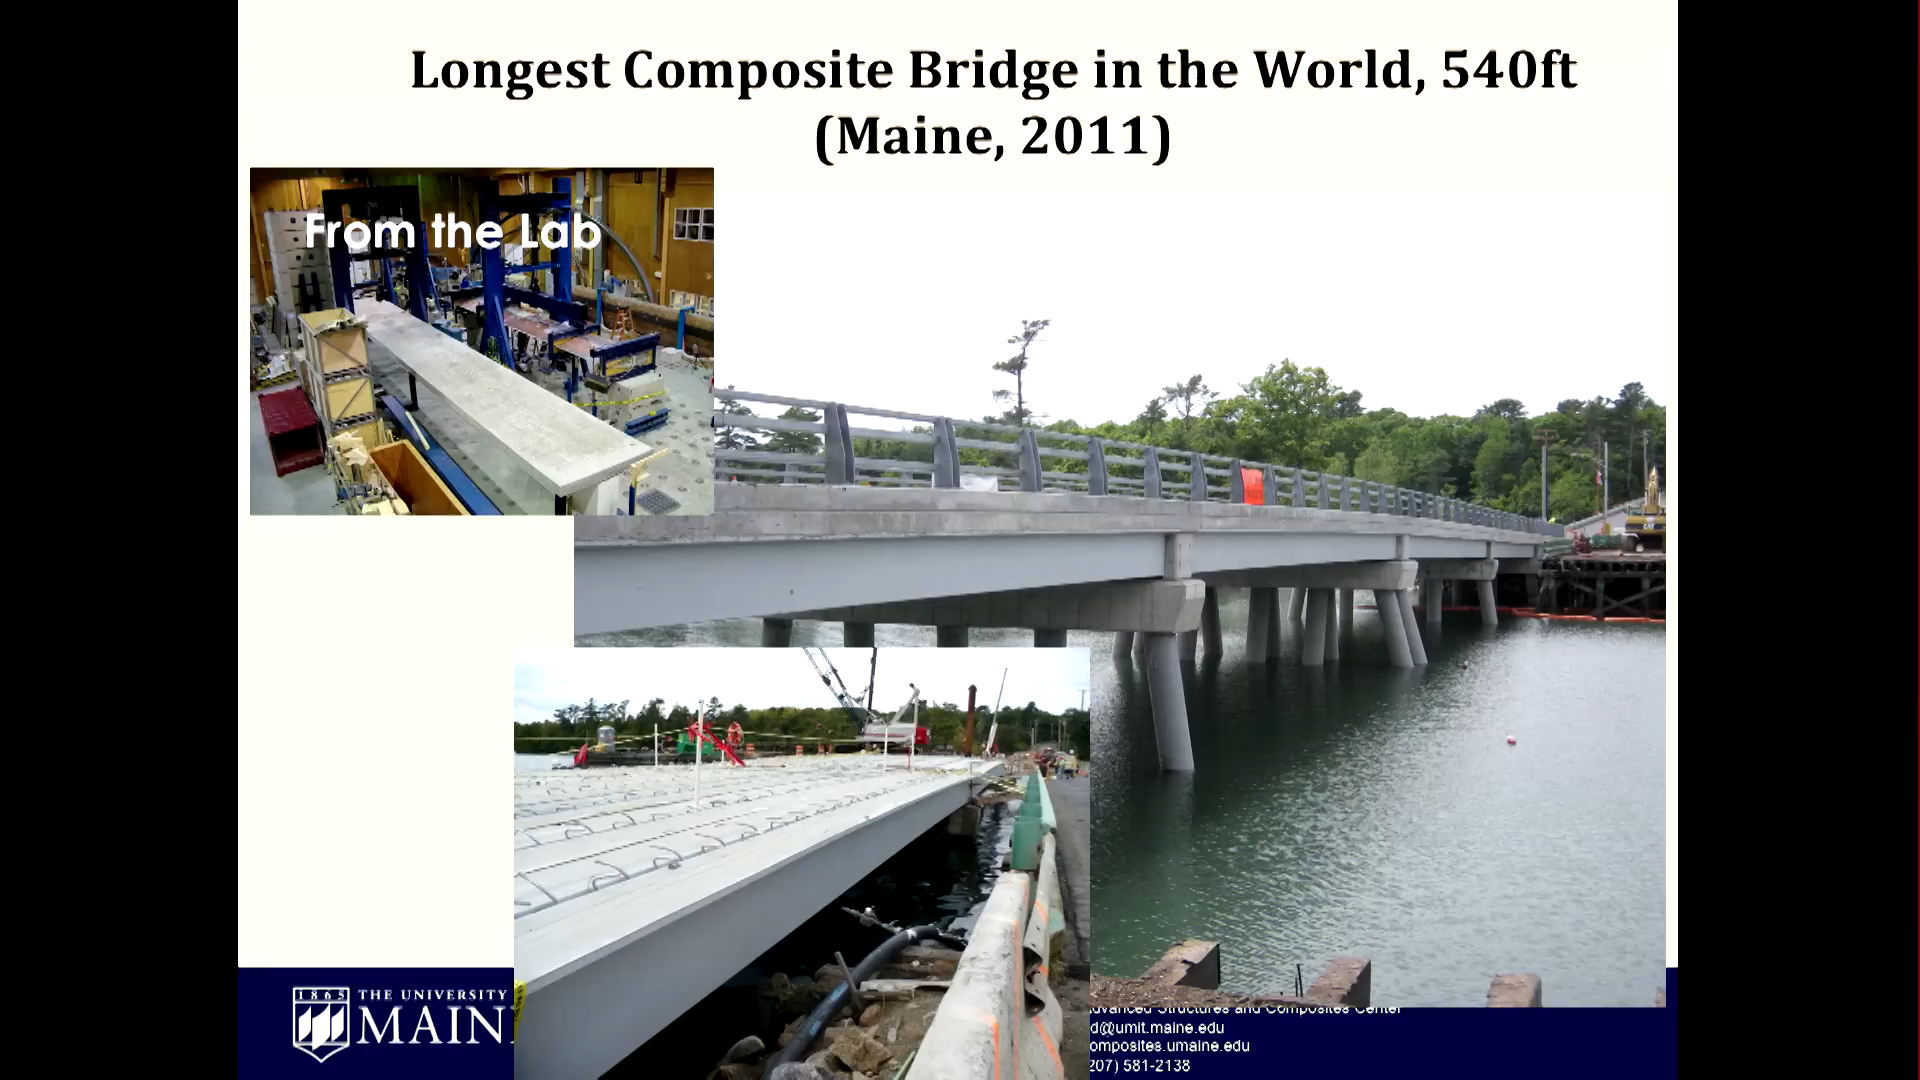 Longest Composite Bridge in the World, 540ft
(Maine, 2011)
From the Lab
1865
THE UNIVERSITY
MAIN
Advanced Structures and Composites Center
d@umit.maine.edu
omposites.umaine.edu
207) 581-2138